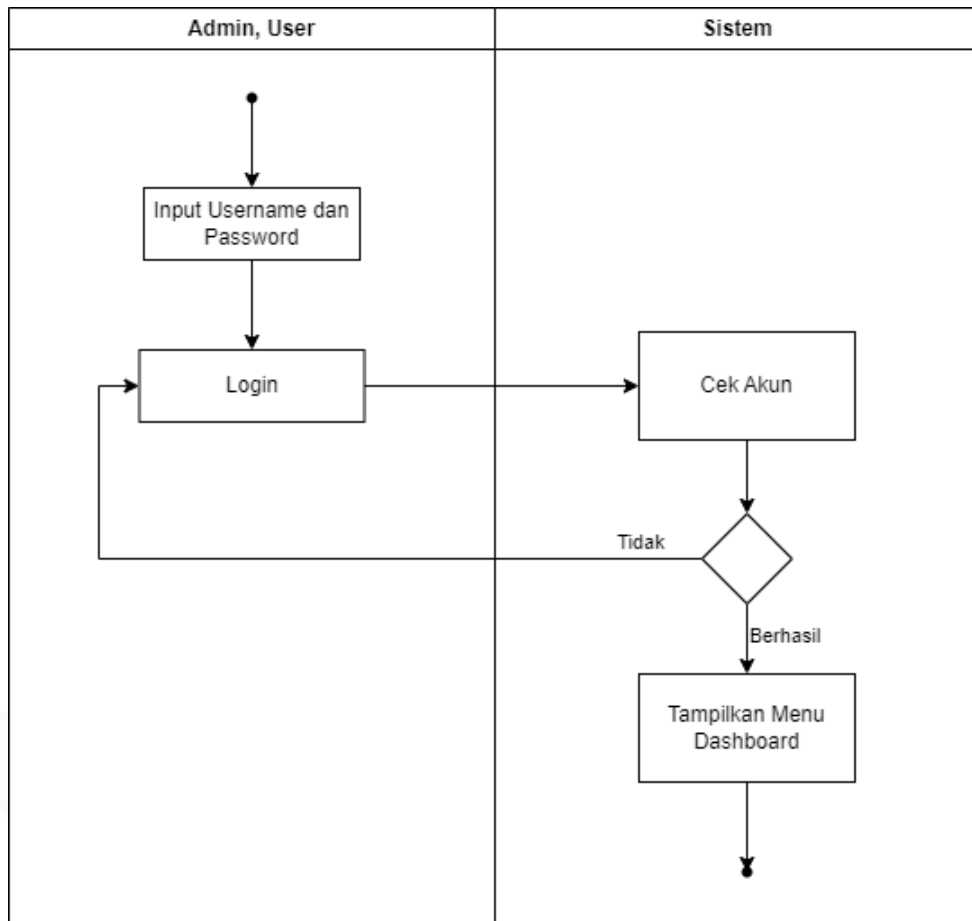 Admin, User
Sistem
Input Username dan
Password
Login
Cek Akun
Tidak
Berhasil
Tampilkan Menu
Dashboard